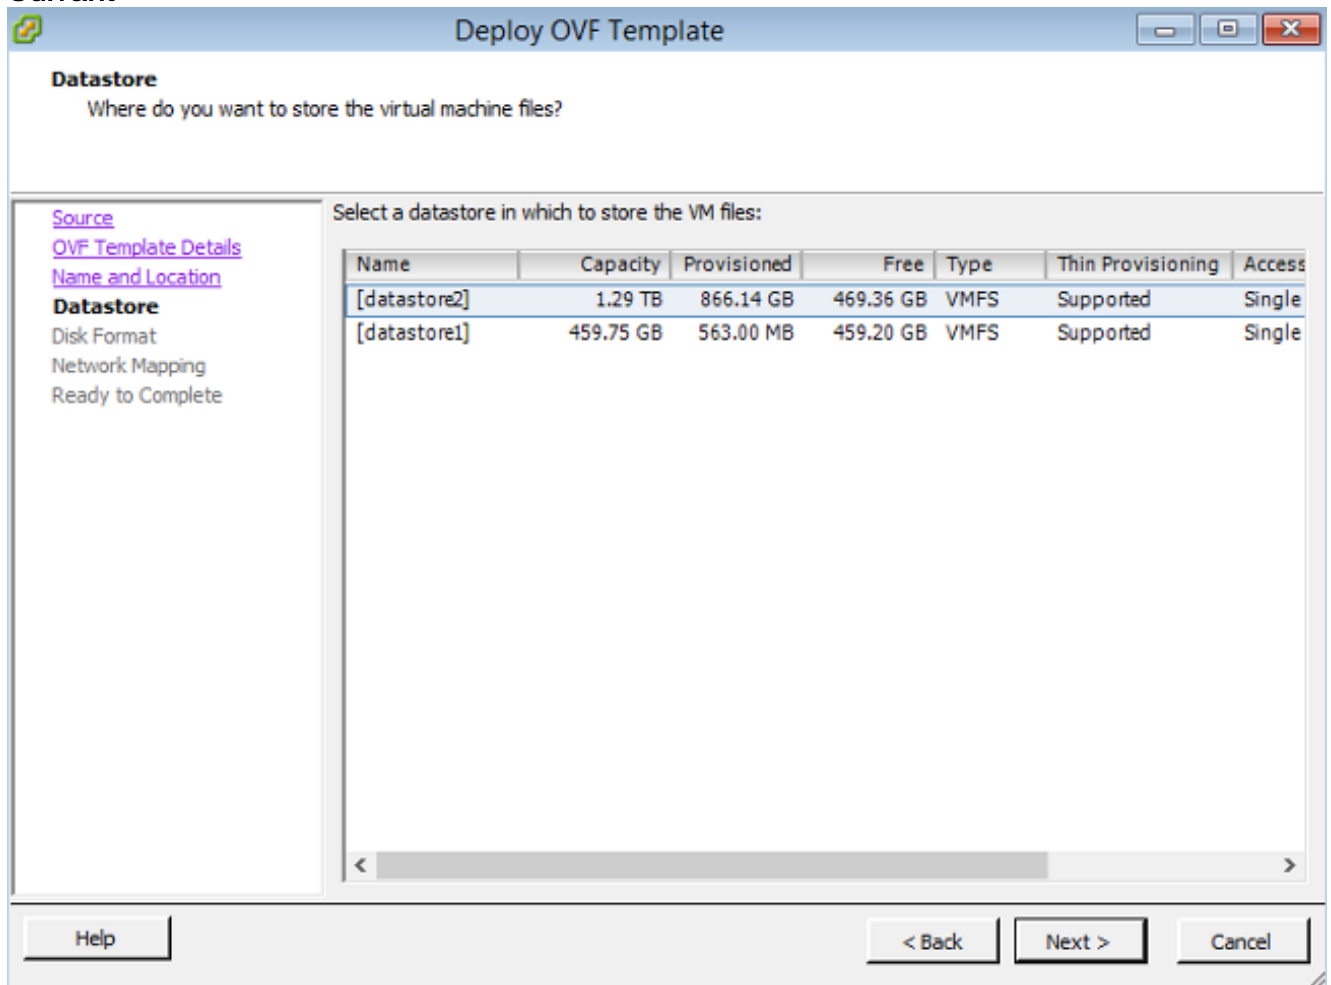 Deploy OVF Template
Datastore
Where do you want to store the virtual machine files?
Source
OVF Template Details
Name and Location
Datastore
Disk Format
Network Mapping
Ready to Complete
Select a datastore in which to store the VM files:
Name Capacity Provisioned Free Type Thin Provisioning Access
[datastore2] 1.29 TB 866.14 GB 469.36 GB VMFS Supported Single
[datastore1] 459.75 GB 563.00 MB 459.20 GB VMFS Supported Single
Help
< Back
Next >
Cancel